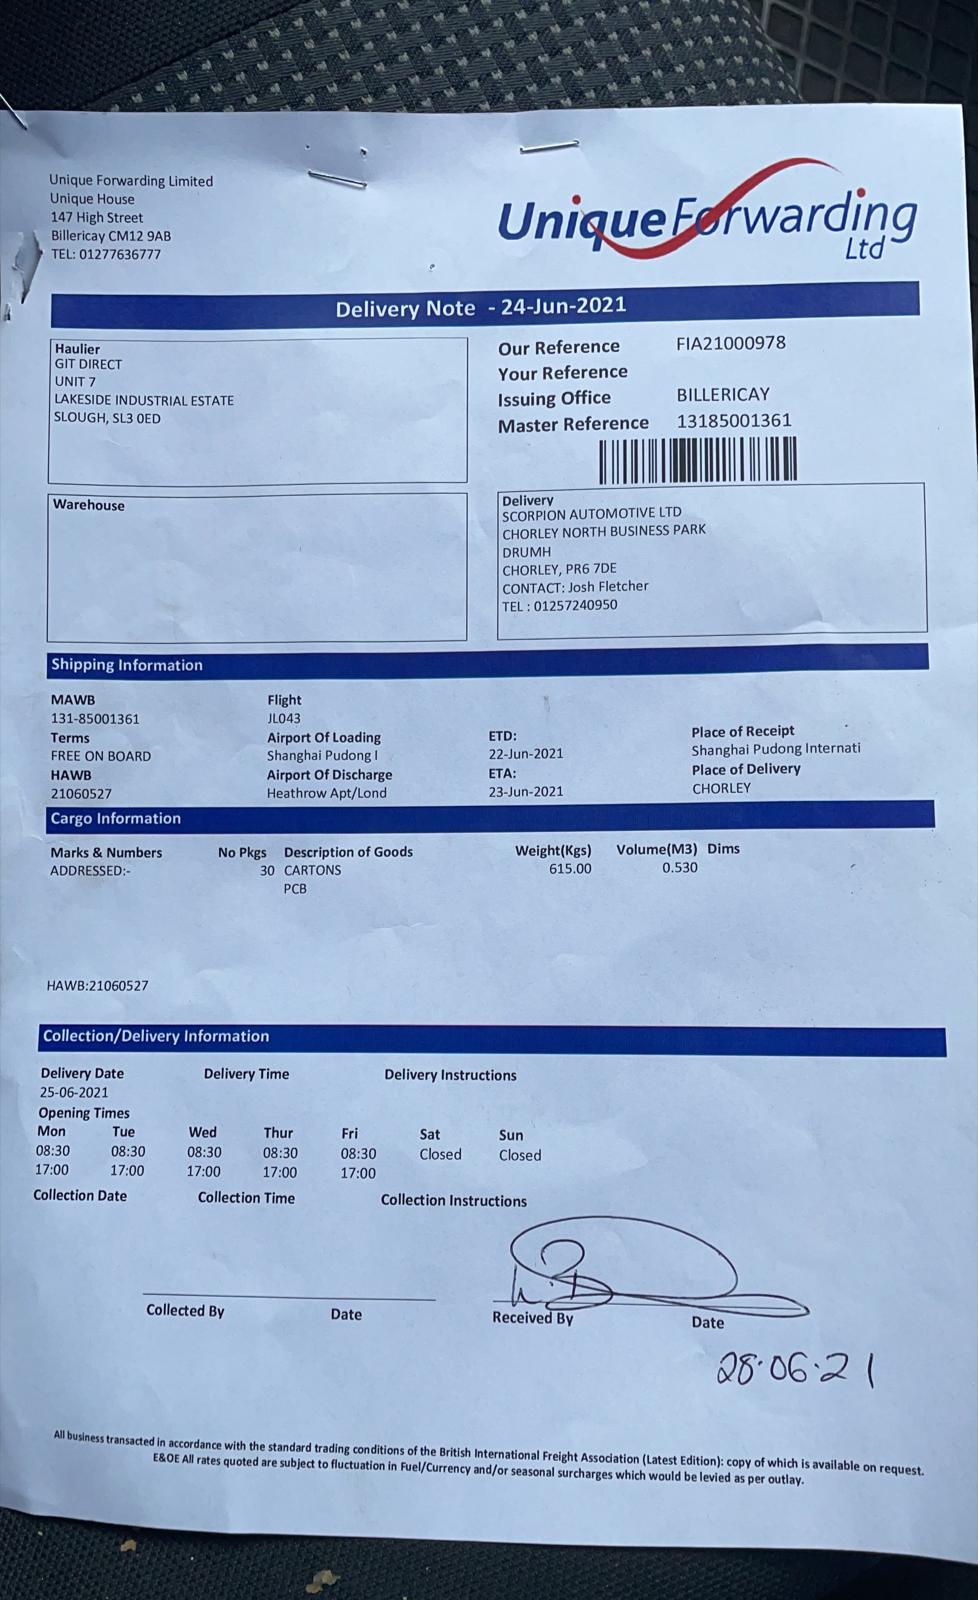 Unique Forwarding Limited
Unique House
147 High Street
Billericay CM12 9AB
TEL: 01277636777
UniqueForwarding
Ltd
Delivery Note - 24-Jun-2021
Haulier
GIT DIRECT
UNIT 7
LAKESIDE INDUSTRIAL ESTATE
SLOUGH, SL3 0ED
Our Reference FIA21000978
Your Reference
Issuing Office BILLERICAY
Master Reference 13185001361
Warehouse
Delivery
SCORPION AUTOMOTIVE LTD
CHORLEY NORTH BUSINESS PARK
DRUMH
CHORLEY, PR6 7DE
CONTACT: Josh Fletcher
TEL : 01257240950
Shipping Information
MAWB Flight
131-85001361 JL043
Terms Airport Of Loading ETD: Place of Receipt
FREE ON BOARD Shanghai Pudong I 22-Jun-2021 Shanghai Pudong Internati
HAWB Airport Of Discharge ETA: Place of Delivery
21060527 Heathrow Apt/Lond 23-Jun-2021 CHORLEY
Cargo Information
Marks & Numbers No Pkgs Description of Goods Weight(Kgs) Volume(M3) Dims
ADDRESSED:- 30 CARTONS 615.00 0.530
PCB
HAWB:21060527
Collection/Delivery Information
Delivery Date Delivery Time Delivery Instructions
25-06-2021
Opening Times
Mon Tue Wed Thur Fri Sat Sun
08:30 08:30 08:30 08:30 08:30 Closed Closed
17:00 17:00 17:00 17:00 17:00
Collection Date Collection Time Collection Instructions
Collected By Date Received By Date
28·06·21
All business transacted in accordance with the standard trading conditions of the British International Freight Association (Latest Edition): copy of which is available on request.
E&OE All rates quoted are subject to fluctuation in Fuel/Currency and/or seasonal surcharges which would be levied as per outlay.